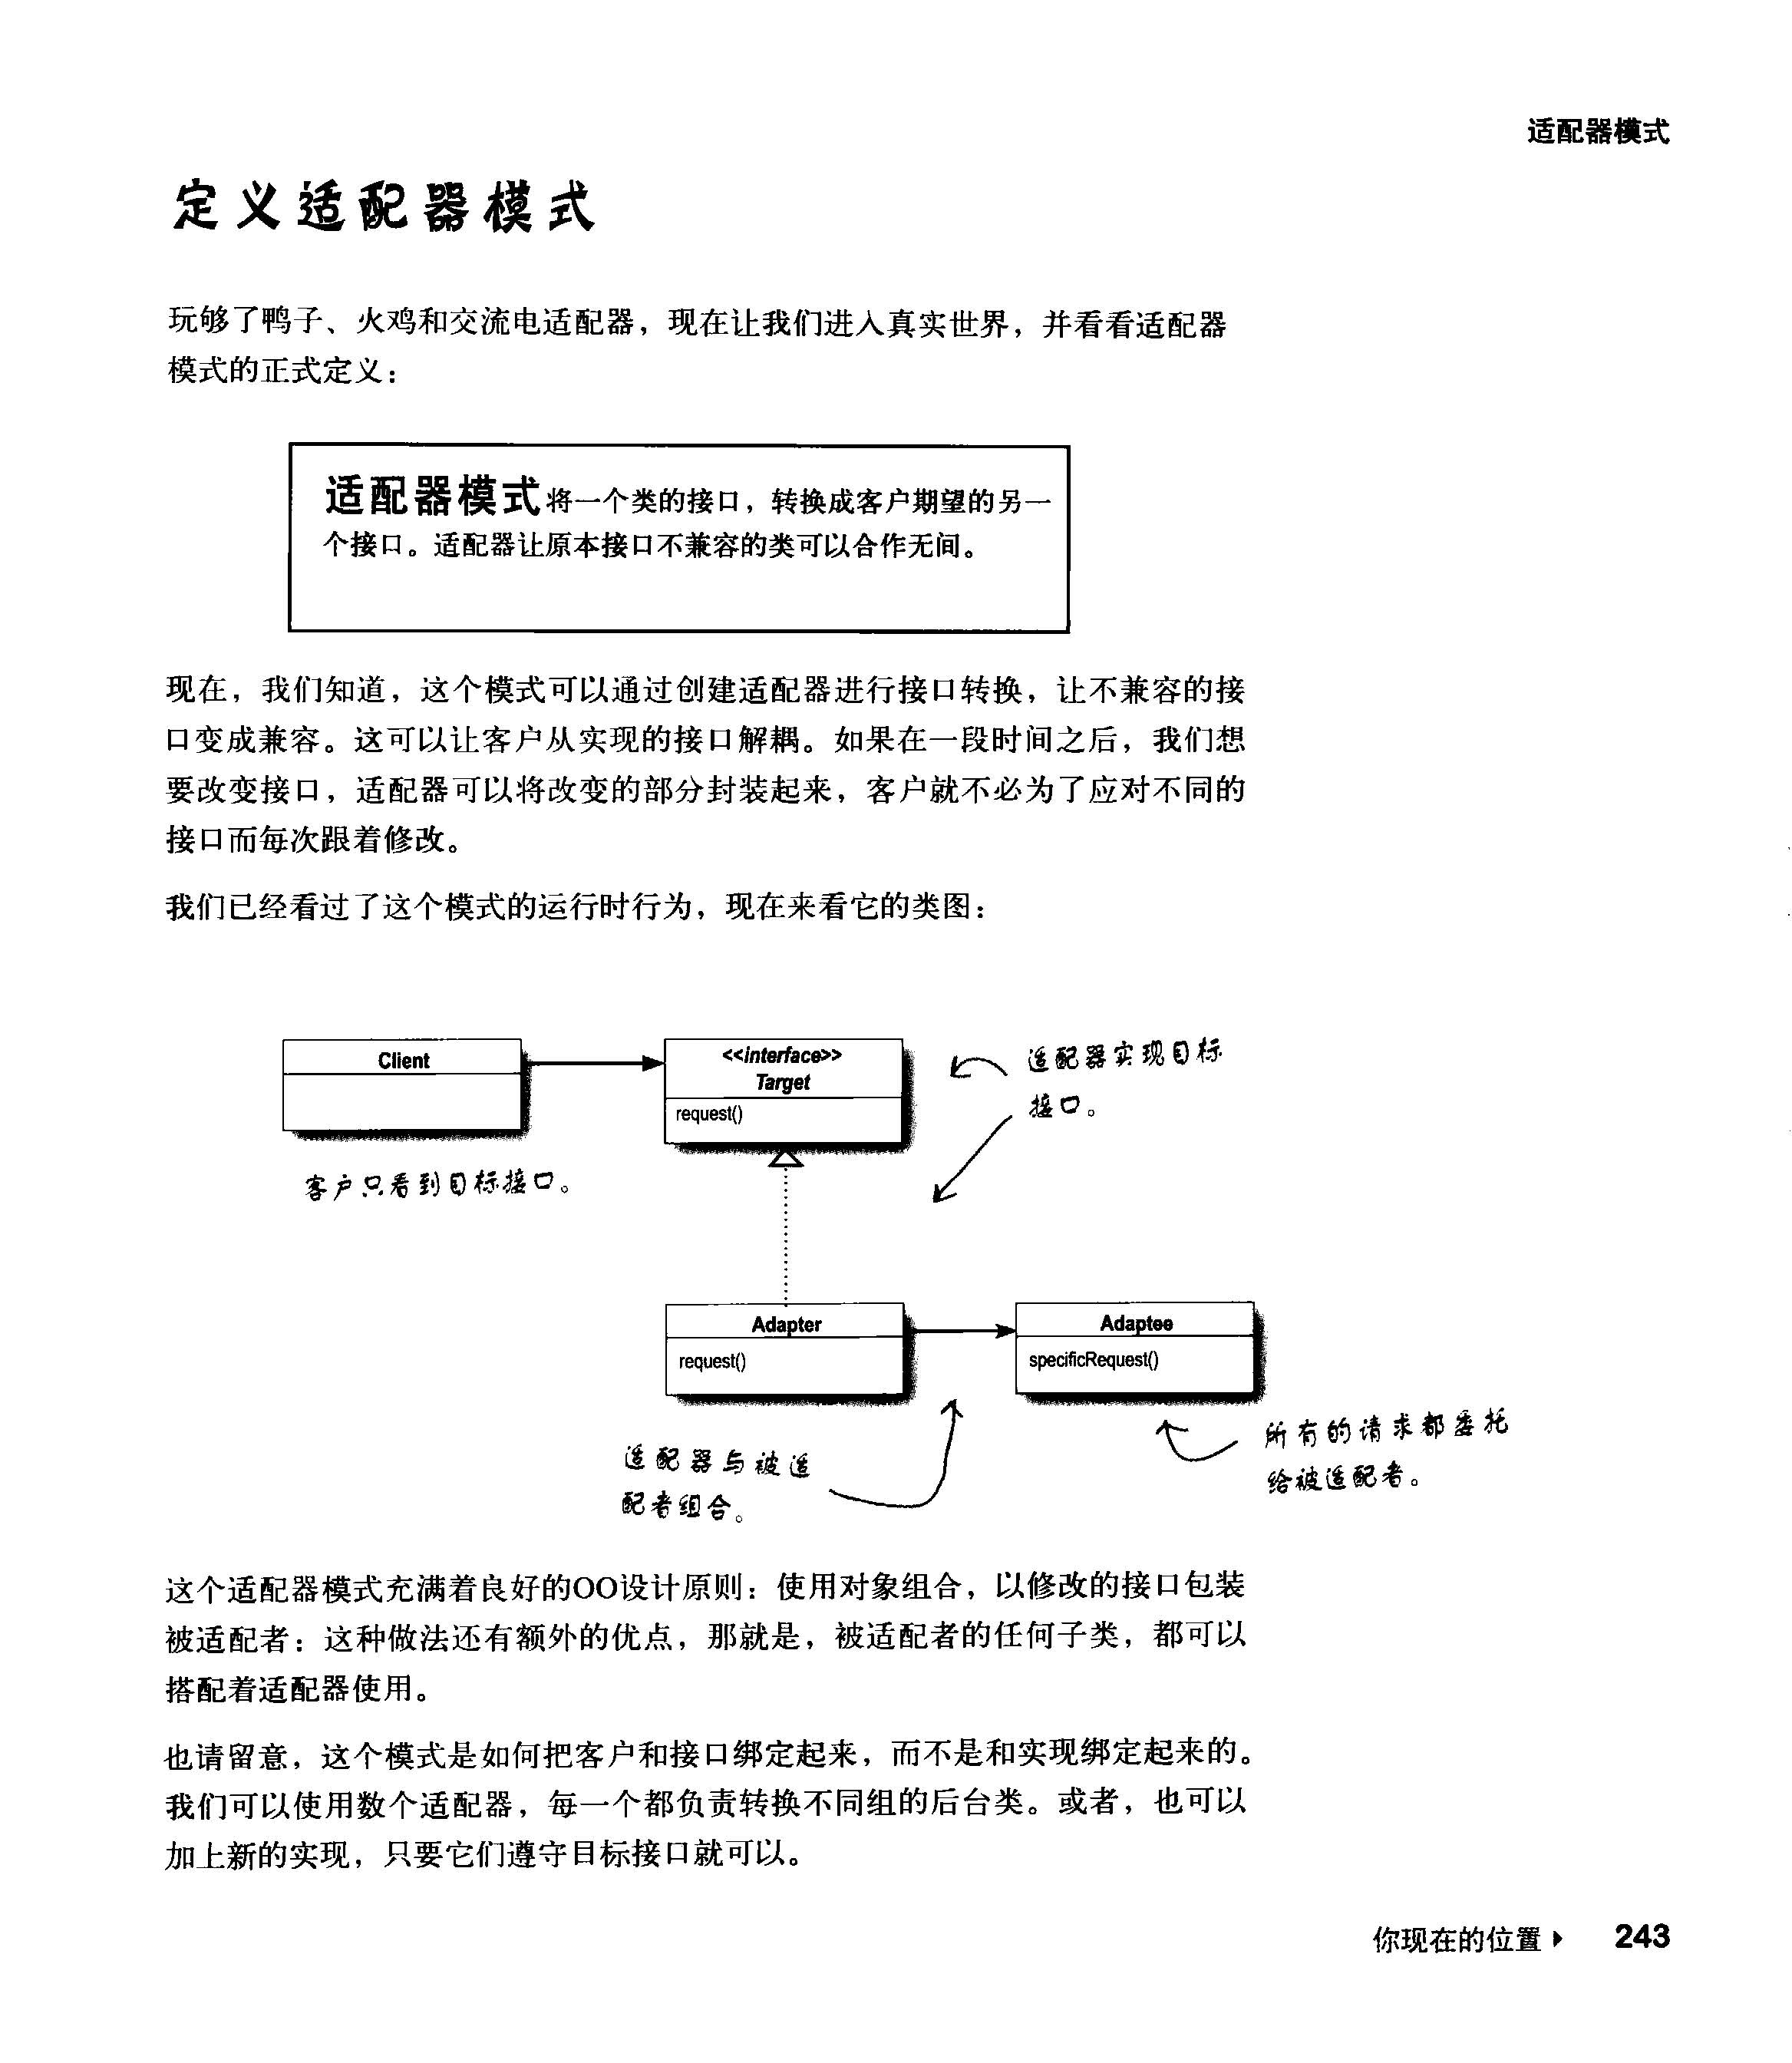 适配器模式
定义适配器模式
玩够了鸭子、火鸡和交流电适配器，现在让我们进入真实世界，并看看适配器
模式的正式定义：
适配器模式将一个类的接口，转换成客户期望的另一
个接口。适配器让原本接口不兼容的类可以合作无间。
现在，我们知道，这个模式可以通过创建适配器进行接口转换，让不兼容的接
口变成兼容。这可以让客户从实现的接口解耦。如果在一段时间之后，我们想
要改变接口，适配器可以将改变的部分封装起来，客户就不必为了应对不同的
接口而每次跟着修改。
我们已经看过了这个模式的运行时行为，现在来看它的类图：
Client
<<interface>>
Target
request()
适配器实现目标
接口。
客户只看到目标接口。
Adapter
request()
Adaptee
specificRequest()
适配器与被适
配者组合。
所有的请求都委托
给被适配者。
这个适配器模式充满着良好的OO设计原则：使用对象组合，以修改的接口包装
被适配者：这种做法还有额外的优点，那就是，被适配者的任何子类，都可以
搭配着适配器使用。
也请留意，这个模式是如何把客户和接口绑定起来，而不是和实现绑定起来的。
我们可以使用数个适配器，每一个都负责转换不同组的后台类。或者，也可以
加上新的实现，只要它们遵守目标接口就可以。
你现在的位置 ▸ 243